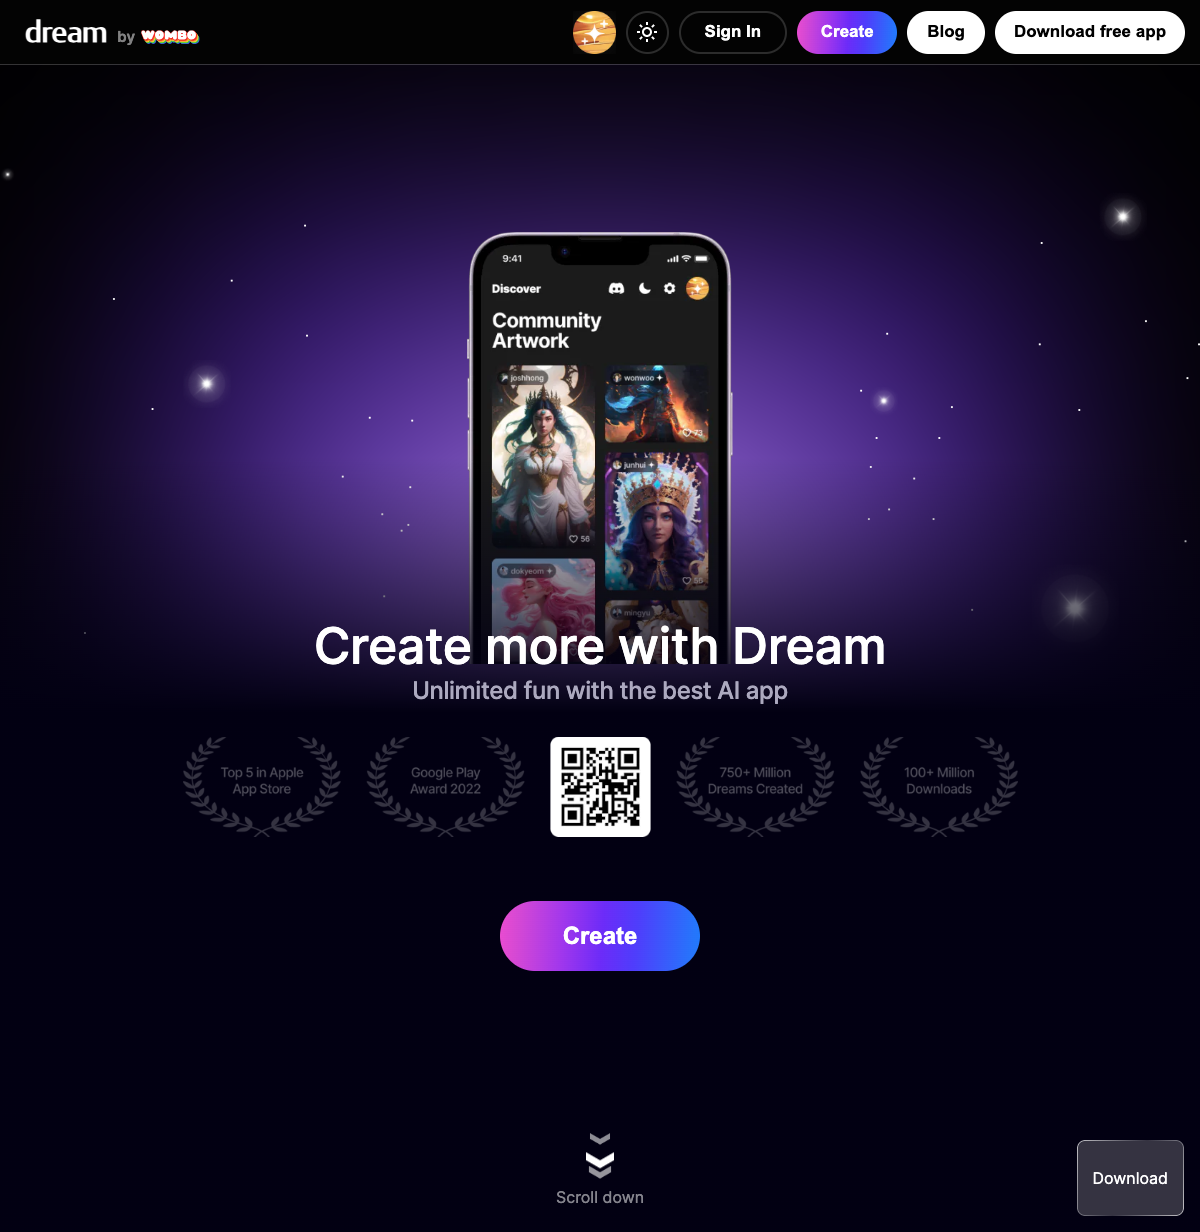 dream by WOMBO
Sign In
Create
Blog
Download free app
9:41
Discover
Community
Artwork
joshhong
wonwoo
73
junhui
56
56
dokyeom
mingyu
Create more with Dream
Unlimited fun with the best AI app
Top 5 in Apple
App Store
Google Play
Award 2022
750+ Million
Dreams Created
100+ Million
Downloads
Create
Scroll down
Download